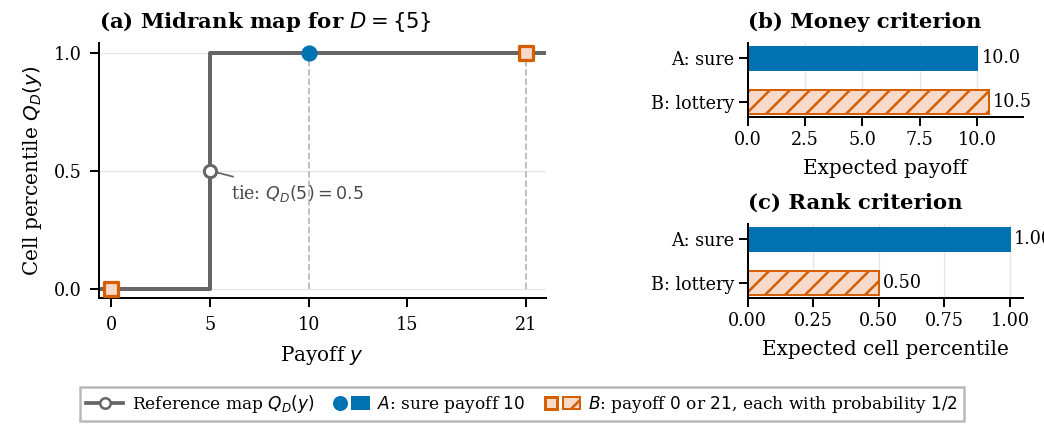 (a) Midrank map for D = {5}
Cell percentile Q_D(y)
1.0
0.5
0.0
tie: Q_D(5) = 0.5
0
5
10
15
21
Payoff y
(b) Money criterion
A: sure
10.0
B: lottery
10.5
0.0
2.5
5.0
7.5
10.0
Expected payoff
(c) Rank criterion
A: sure
B: lottery
0.50
0.00
0.25
0.50
0.75
1.00
Expected cell percentile
Reference map Q_D(y)
A: sure payoff 10
B: payoff 0 or 21, each with probability 1/2